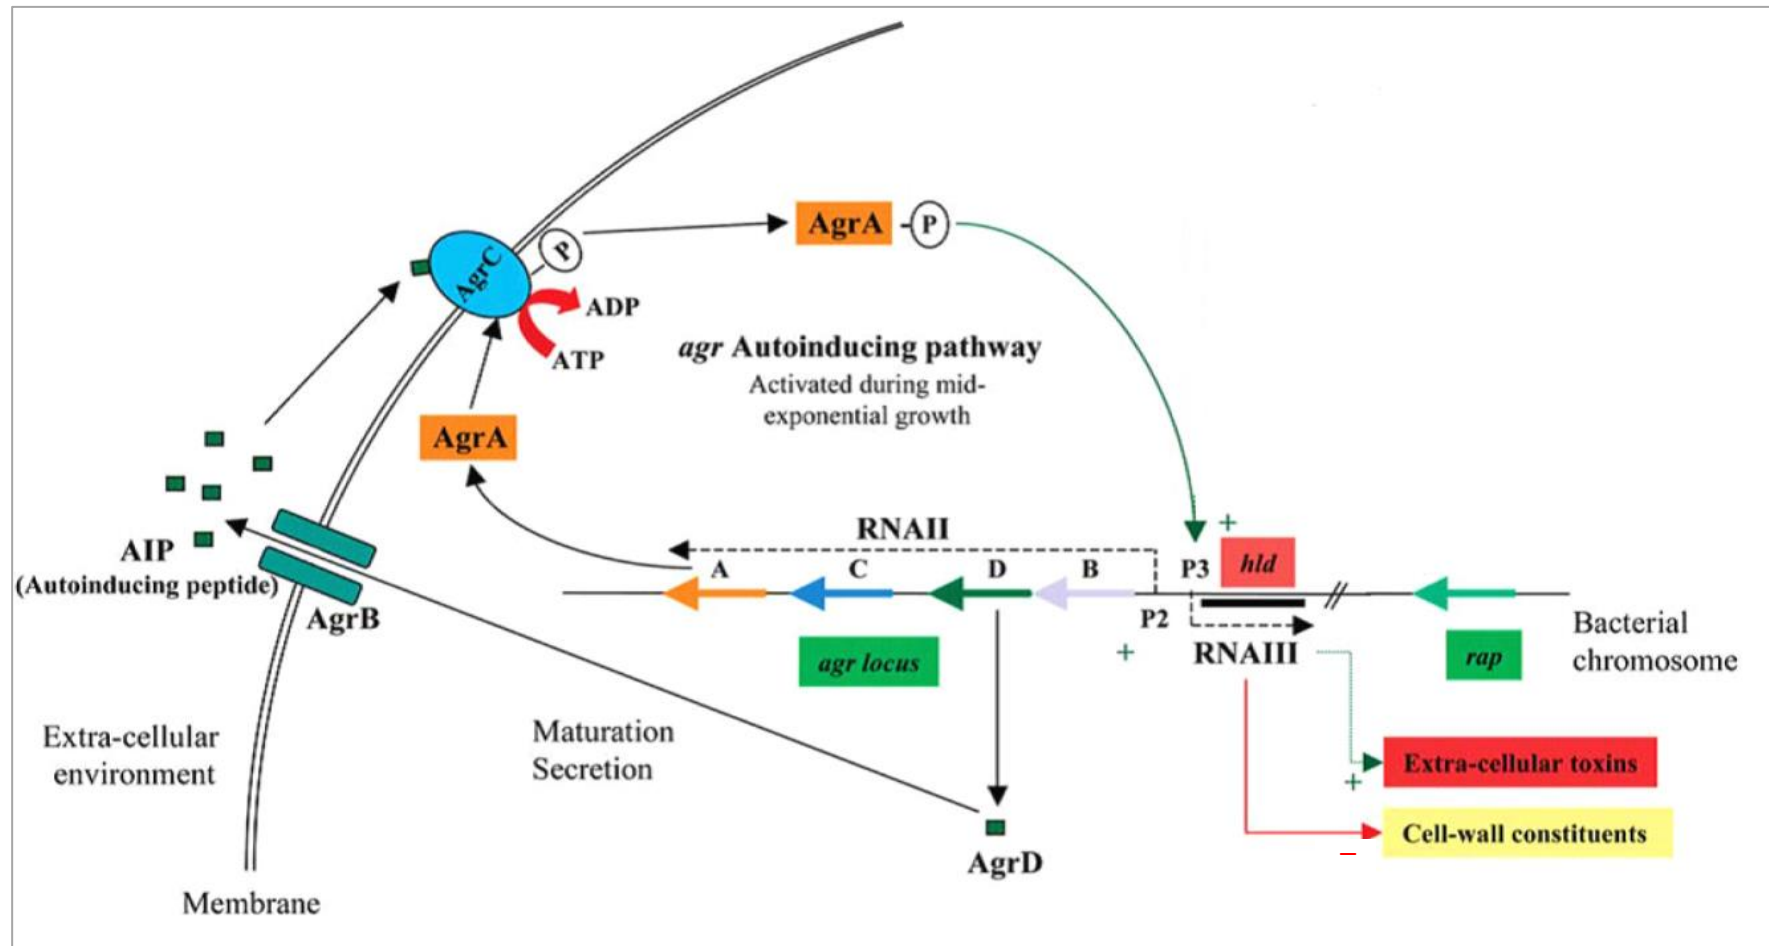 AgrA
-P
P
AgrC
ADP
ATP
agr Autoinducing pathway
Activated during mid-
exponential growth
AgrA
AIP
(Autoinducing peptide)
AgrB
RNAII
A
C
D
B
P3
+
hld
P2
+
RNAIII
agr locus
rap
Bacterial
chromosome
Extra-cellular
environment
Maturation
Secretion
Extra-cellular toxins
+
Cell-wall constituents
–
AgrD
Membrane